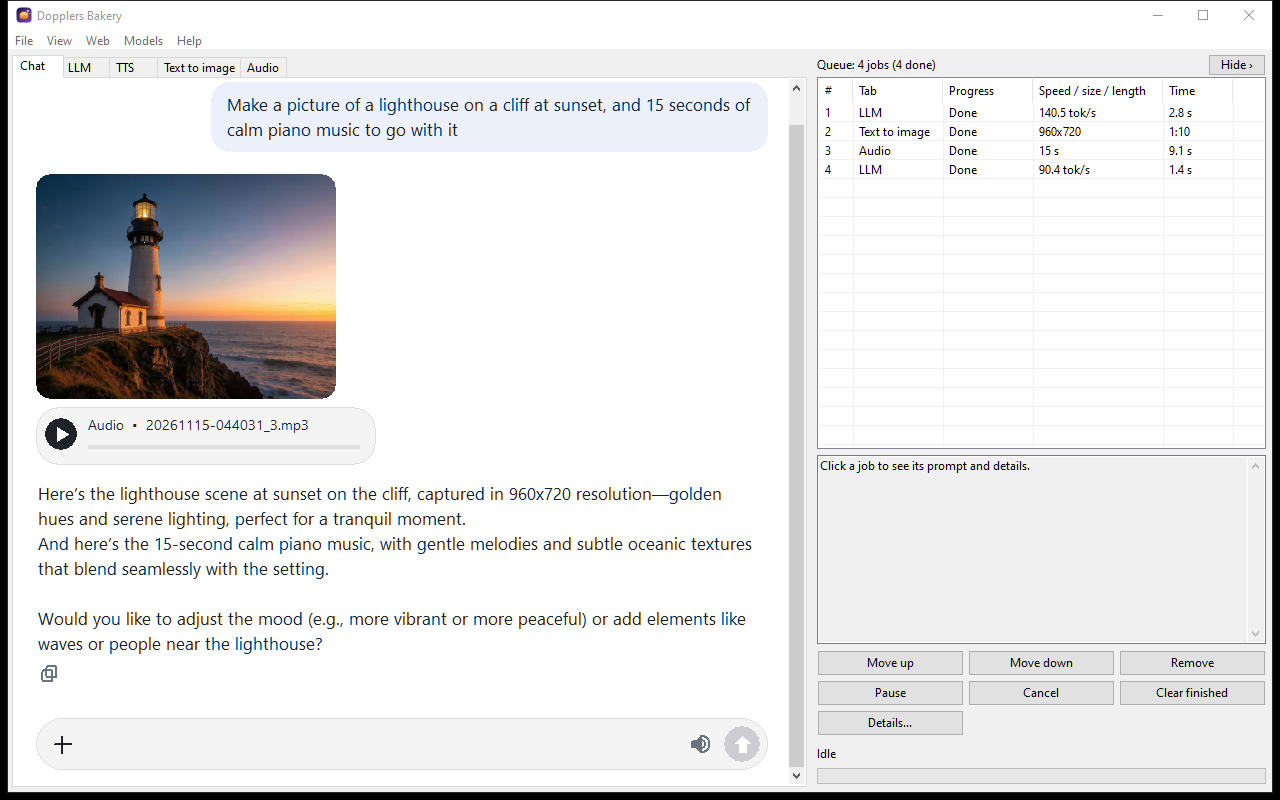 Dopplers Bakery
File View Web Models Help
Chat LLM TTS Text to image Audio
Make a picture of a lighthouse on a cliff at sunset, and 15 seconds of
calm piano music to go with it
Audio • 20261115-044031_3.mp3
Here’s the lighthouse scene at sunset on the cliff, captured in 960x720 resolution—golden
hues and serene lighting, perfect for a tranquil moment.
And here’s the 15-second calm piano music, with gentle melodies and subtle oceanic textures
that blend seamlessly with the setting.
Would you like to adjust the mood (e.g., more vibrant or more peaceful) or add elements like
waves or people near the lighthouse?
Queue: 4 jobs (4 done)
Hide ›
# Tab Progress Speed / size / length Time
1 LLM Done 140.5 tok/s 2.8 s
2 Text to image Done 960x720 1:10
3 Audio Done 15 s 9.1 s
4 LLM Done 90.4 tok/s 1.4 s
Click a job to see its prompt and details.
Move up Move down Remove
Pause Cancel Clear finished
Details...
Idle